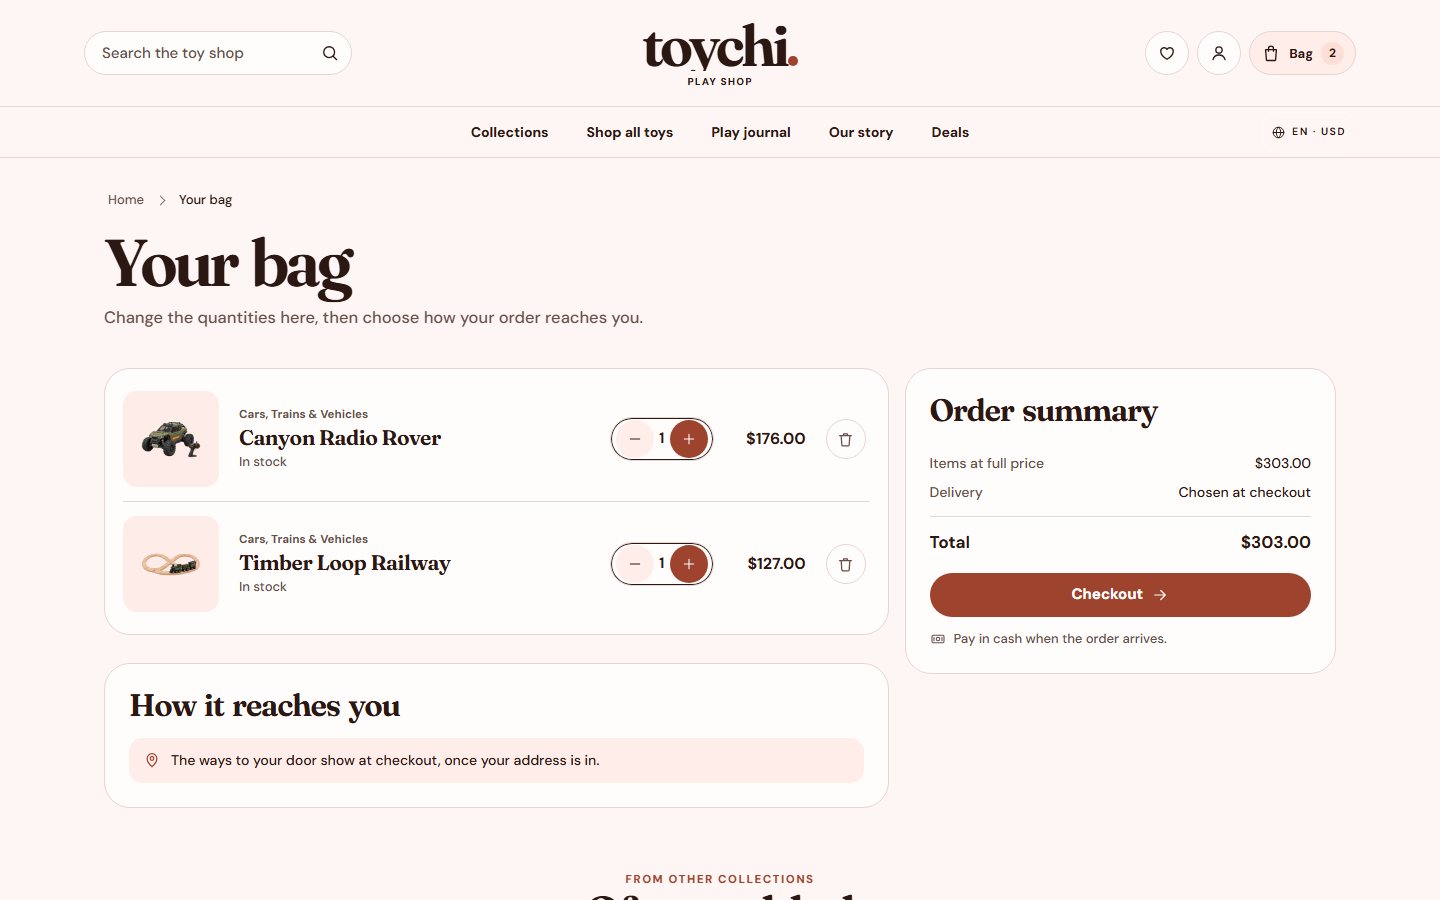 Search the toy shop
toychi.
PLAY SHOP
Bag 2
Collections
Shop all toys
Play journal
Our story
Deals
EN · USD
Home
Your bag
Your bag
Change the quantities here, then choose how your order reaches you.
Cars, Trains & Vehicles
Canyon Radio Rover
In stock
1
$176.00
Cars, Trains & Vehicles
Timber Loop Railway
In stock
1
$127.00
How it reaches you
The ways to your door show at checkout, once your address is in.
Order summary
Items at full price $303.00
Delivery Chosen at checkout
Total $303.00
Checkout
Pay in cash when the order arrives.
FROM OTHER COLLECTIONS